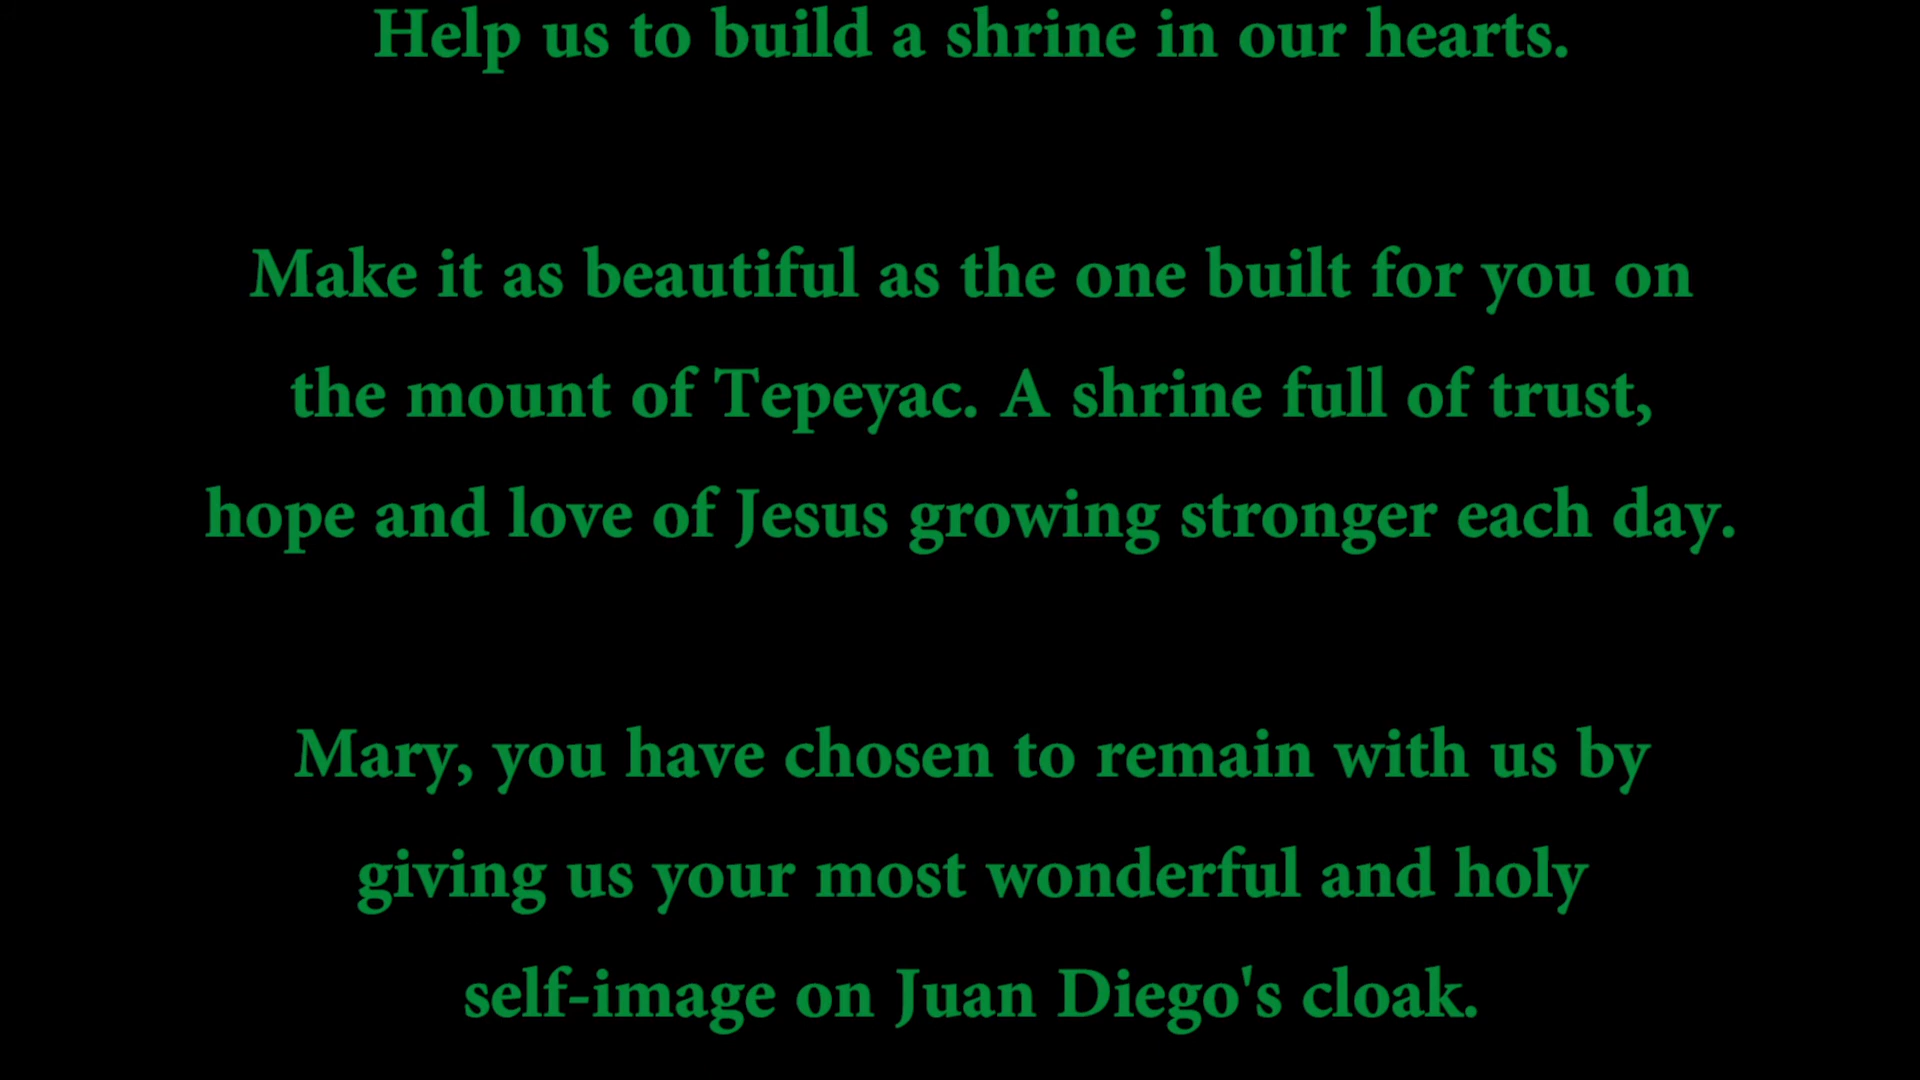 Help us to build a shrine in our hearts.
Make it as beautiful as the one built for you on
the mount of Tepeyac. A shrine full of trust,
hope and love of Jesus growing stronger each day.
Mary, you have chosen to remain with us by
giving us your most wonderful and holy
self-image on Juan Diego's cloak.